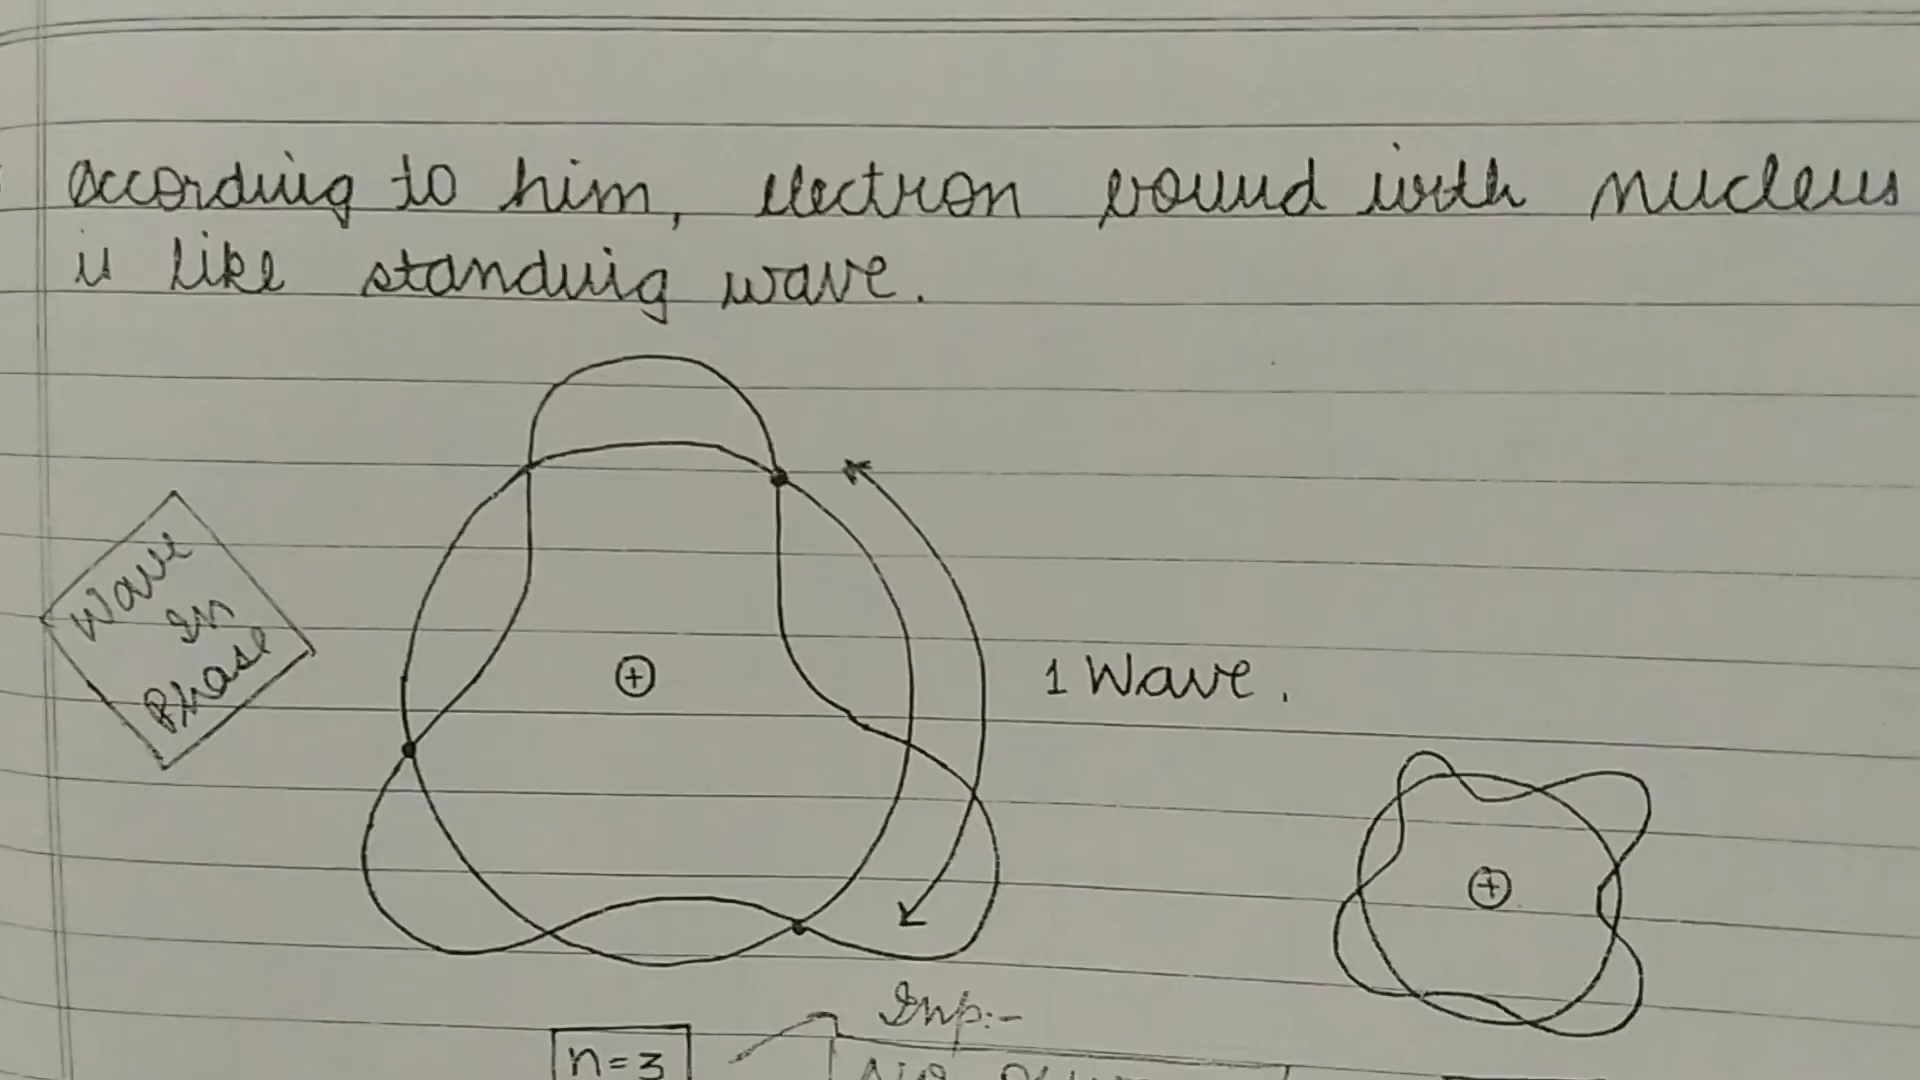 according to him, electron bound with nucleus
is like standing wave.
Wave
In
Phase
+
1 Wave.
+
Imp:-
n=3